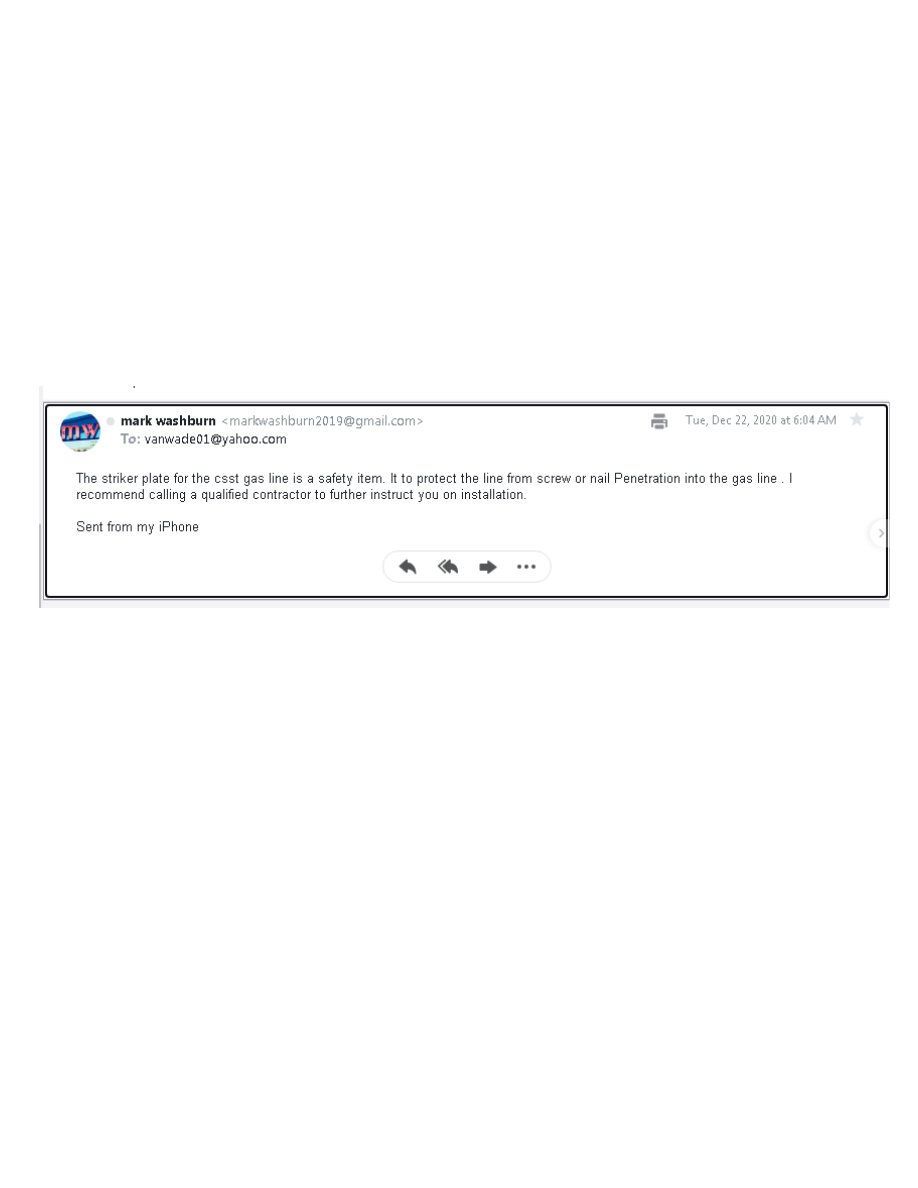 mark washburn <markwashburn2019@gmail.com> Tue, Dec 22, 2020 at 6:04 AM
To: vanwade01@yahoo.com
The striker plate for the csst gas line is a safety item. It to protect the line from screw or nail Penetration into the gas line . I
recommend calling a qualified contractor to further instruct you on installation.
Sent from my iPhone